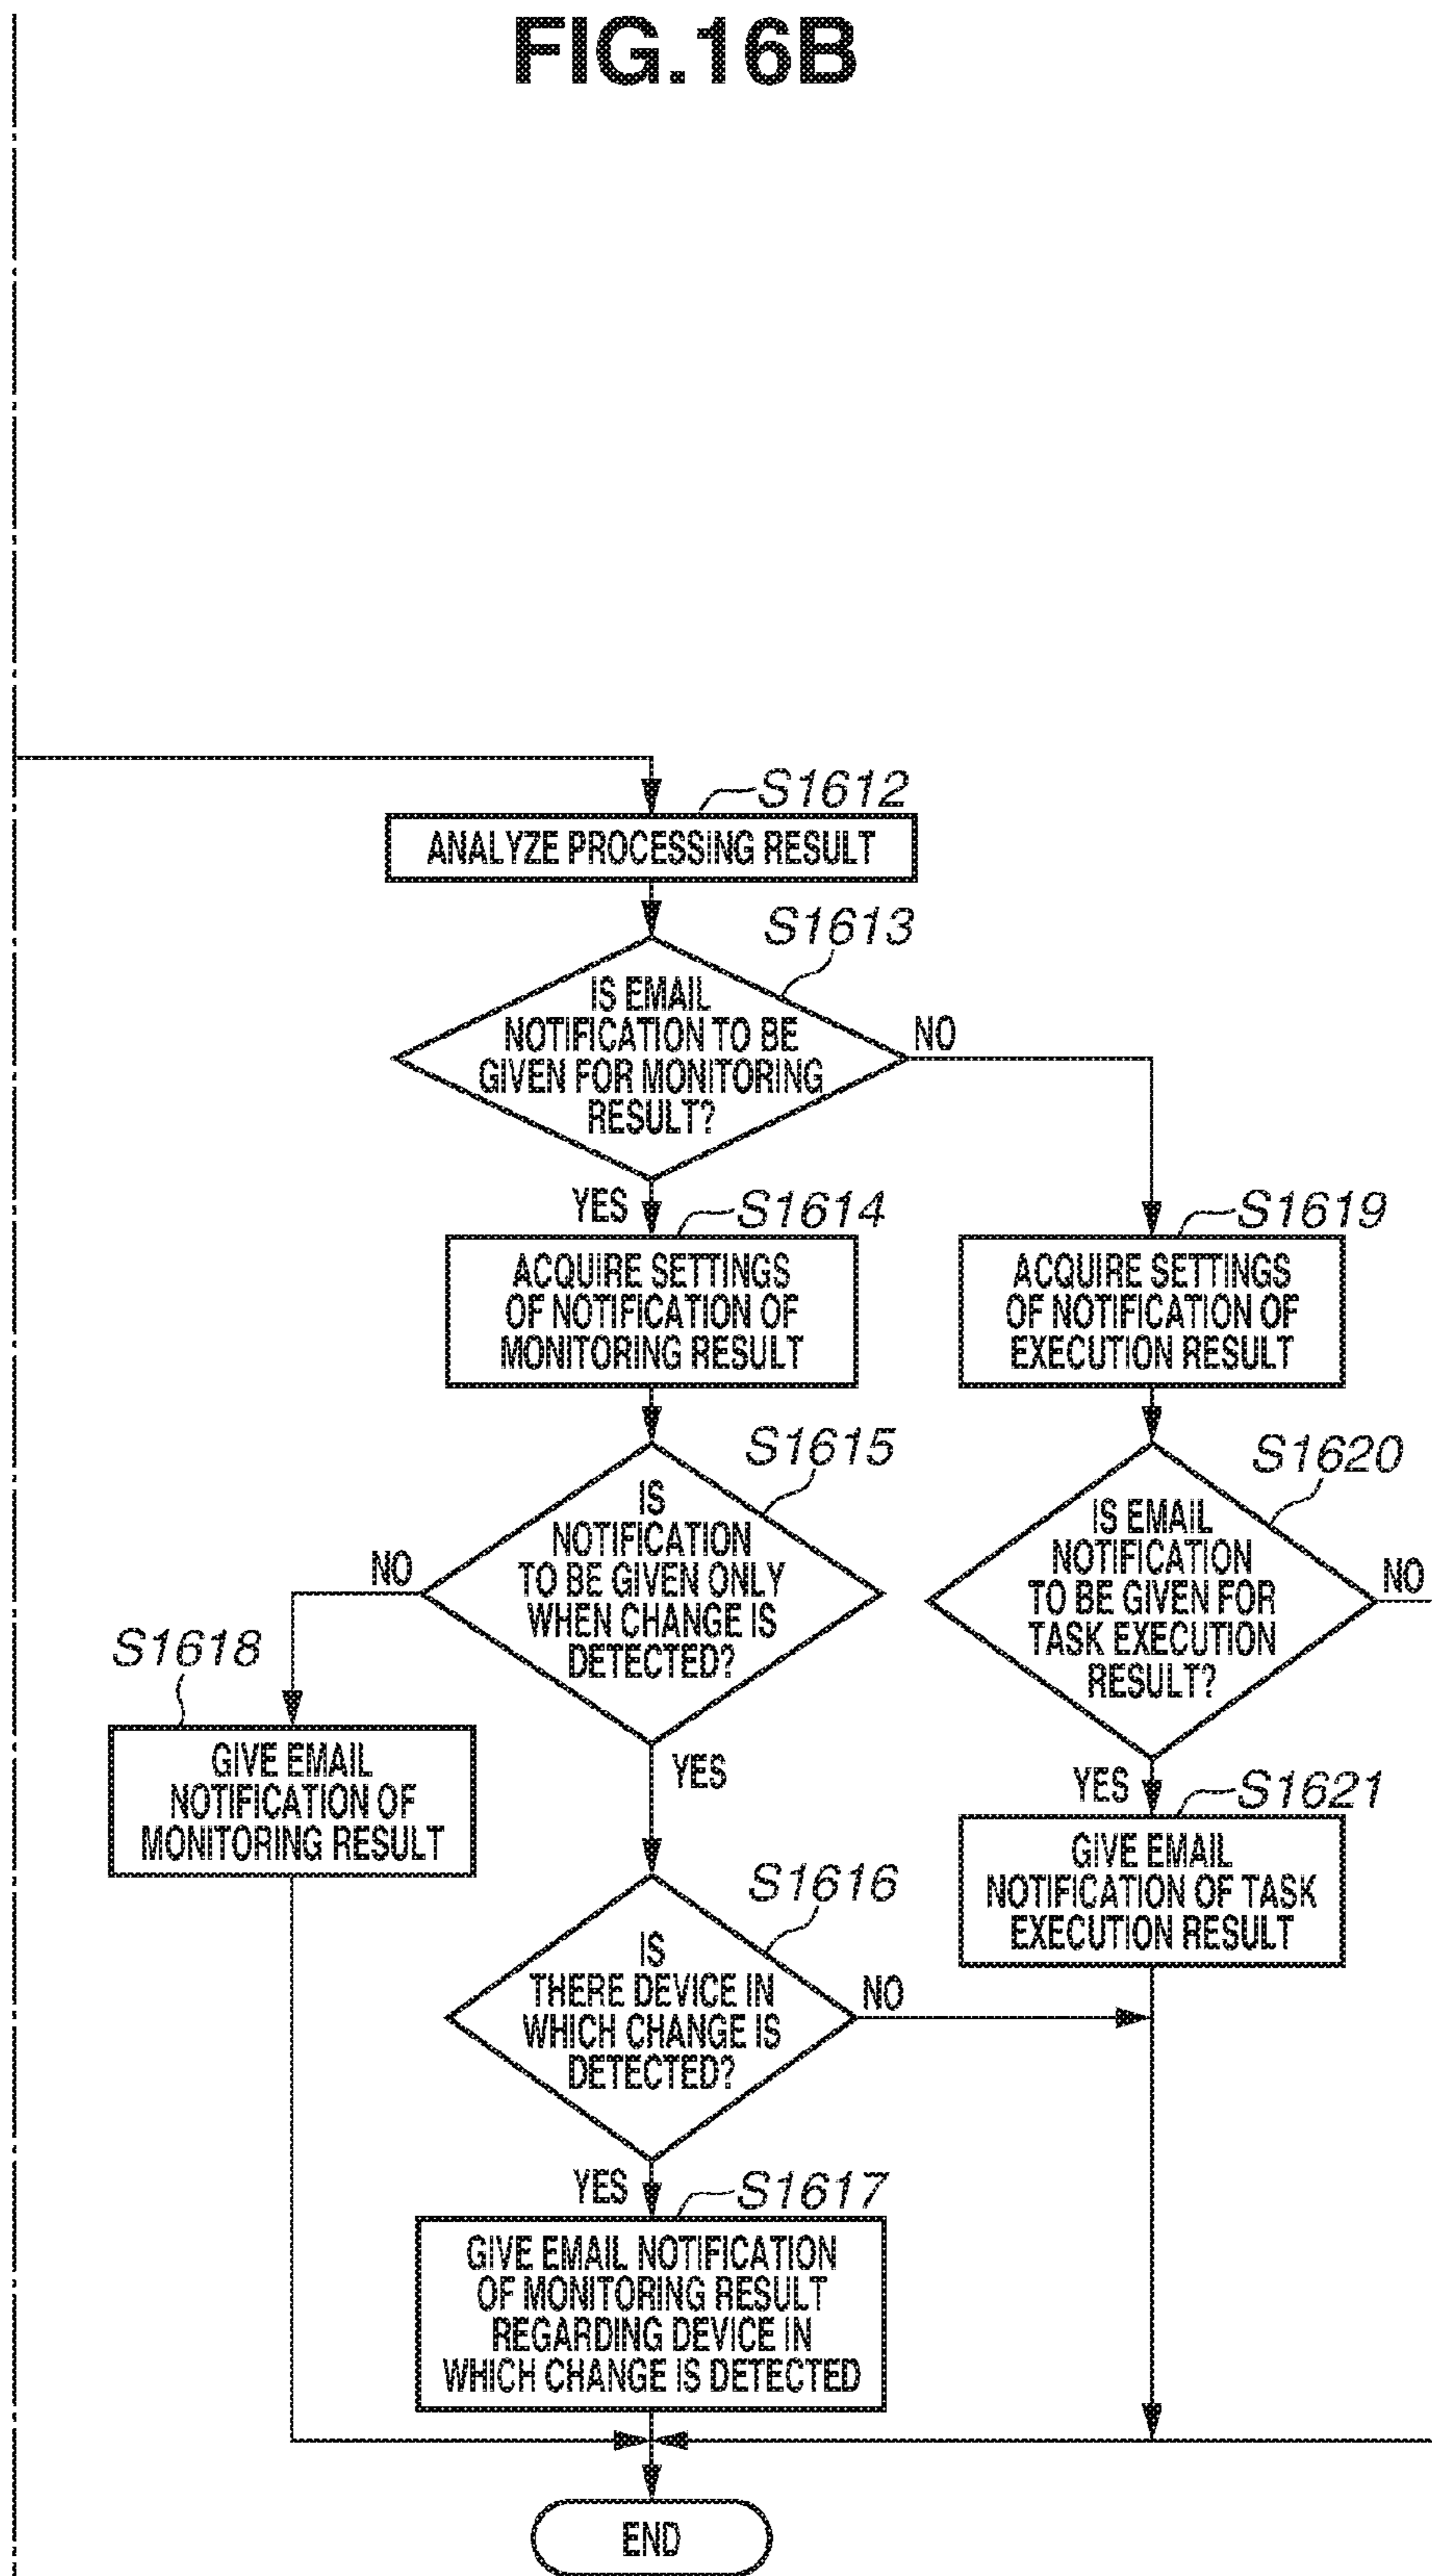 FIG.16B
S1612
ANALYZE PROCESSING RESULT
S1613
IS EMAIL
NOTIFICATION TO BE
GIVEN FOR MONITORING
RESULT?
NO
YES
S1614
ACQUIRE SETTINGS
OF NOTIFICATION OF
MONITORING RESULT
S1619
ACQUIRE SETTINGS
OF NOTIFICATION OF
EXECUTION RESULT
S1615
IS
NOTIFICATION
TO BE GIVEN ONLY
WHEN CHANGE IS
DETECTED?
NO
YES
S1620
IS EMAIL
NOTIFICATION
TO BE GIVEN FOR
TASK EXECUTION
RESULT?
NO
YES
S1618
GIVE EMAIL
NOTIFICATION OF
MONITORING RESULT
S1621
GIVE EMAIL
NOTIFICATION OF TASK
EXECUTION RESULT
S1616
IS
THERE DEVICE IN
WHICH CHANGE IS
DETECTED?
NO
YES
S1617
GIVE EMAIL NOTIFICATION
OF MONITORING RESULT
REGARDING DEVICE IN
WHICH CHANGE IS DETECTED
END